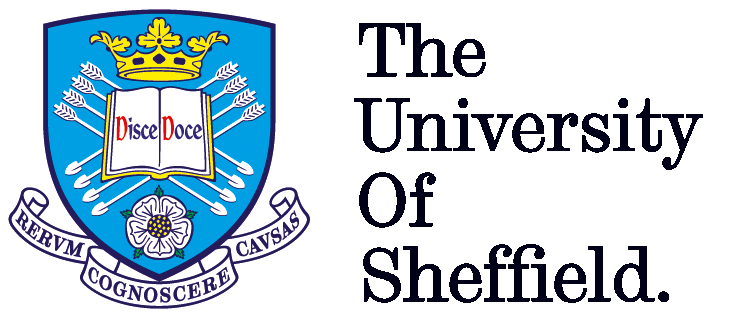 Disce Doce
RERVM COGNOSCERE CAVSAS
The
University
Of
Sheffield.